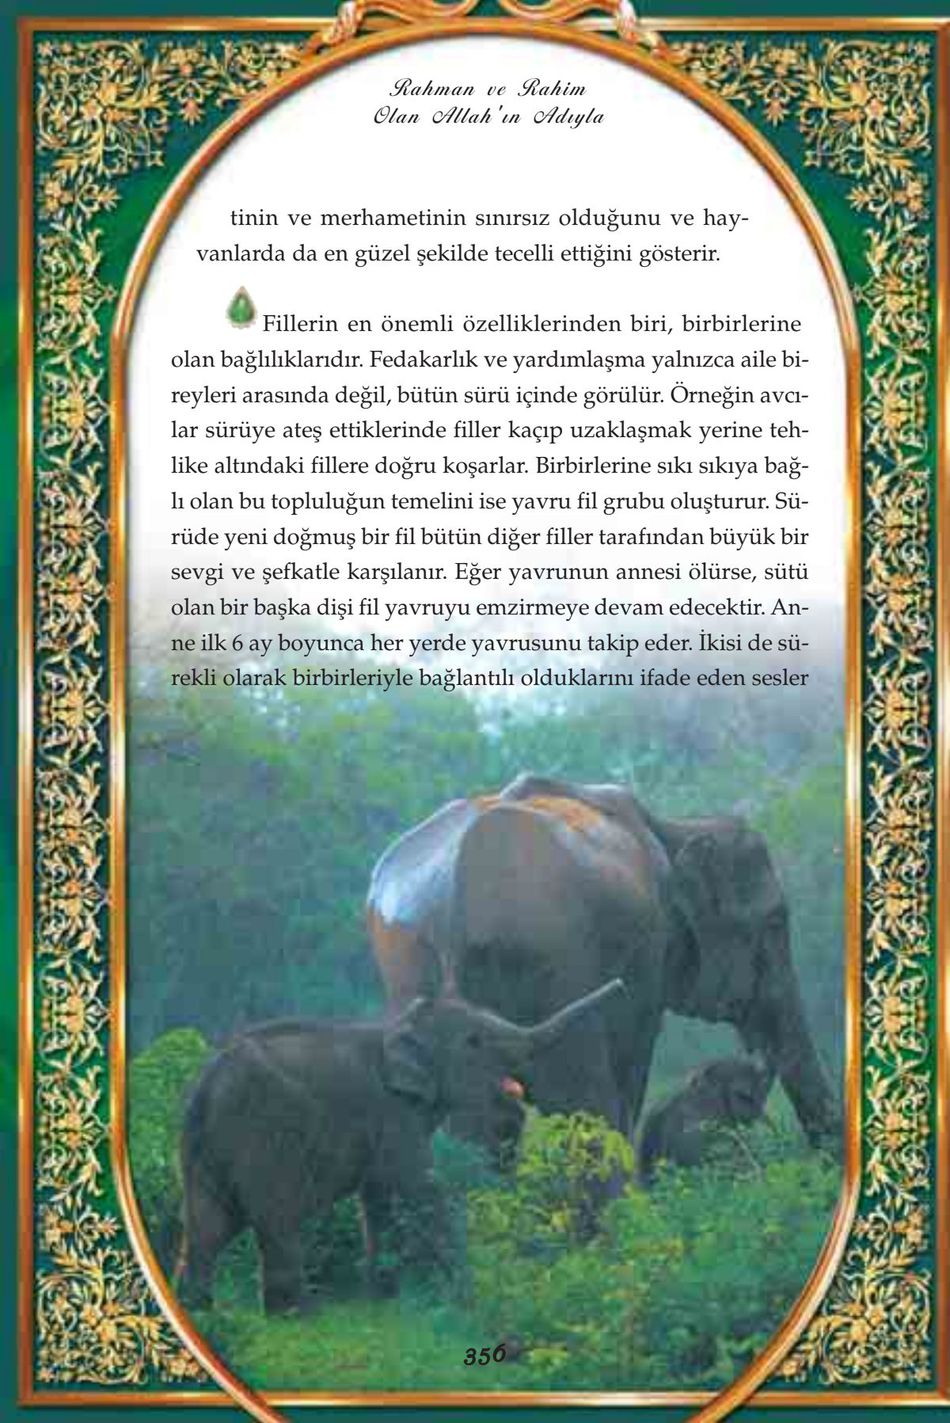 Rahman ve Rahim
Olan Allah'ın Adıyla
tinin ve merhametinin sınırsız olduğunu ve hay-
vanlarda da en güzel şekilde tecelli ettiğini gösterir.
Fillerin en önemli özelliklerinden biri, birbirlerine
olan bağlılıklarıdır. Fedakarlık ve yardımlaşma yalnızca aile bi-
reyleri arasında değil, bütün sürü içinde görülür. Örneğin avcı-
lar sürüye ateş ettiklerinde filler kaçıp uzaklaşmak yerine teh-
like altındaki fillere doğru koşarlar. Birbirlerine sıkı sıkıya bağ-
lı olan bu topluluğun temelini ise yavru fil grubu oluşturur. Sü-
rüde yeni doğmuş bir fil bütün diğer filler tarafından büyük bir
sevgi ve şefkatle karşılanır. Eğer yavrunun annesi ölürse, sütü
olan bir başka dişi fil yavruyu emzirmeye devam edecektir. An-
ne ilk 6 ay boyunca her yerde yavrusunu takip eder. İkisi de sü-
rekli olarak birbirleriyle bağlantılı olduklarını ifade eden sesler
356